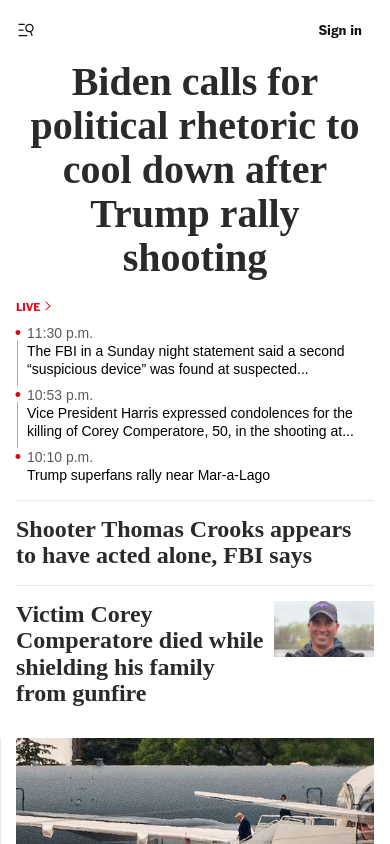 Sign in
Biden calls for
political rhetoric to
cool down after
Trump rally
shooting
LIVE
11:30 p.m.
The FBI in a Sunday night statement said a second
“suspicious device” was found at suspected...
10:53 p.m.
Vice President Harris expressed condolences for the
killing of Corey Comperatore, 50, in the shooting at...
10:10 p.m.
Trump superfans rally near Mar-a-Lago
Shooter Thomas Crooks appears
to have acted alone, FBI says
Victim Corey
Comperatore died while
shielding his family
from gunfire